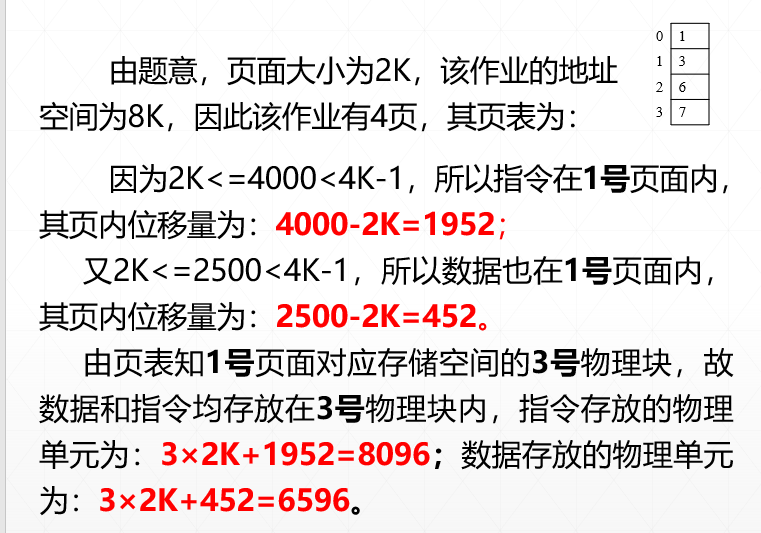 由题意，页面大小为2K，该作业的地址
空间为8K，因此该作业有4页，其页表为：
0 1
1 3
2 6
3 7
因为2K<=4000<4K-1，所以指令在1号页面内，
其页内位移量为：4000-2K=1952；
又2K<=2500<4K-1，所以数据也在1号页面内，
其页内位移量为：2500-2K=452。
由页表知1号页面对应存储空间的3号物理块，故
数据和指令均存放在3号物理块内，指令存放的物理
单元为：3×2K+1952=8096；数据存放的物理单元
为：3×2K+452=6596。